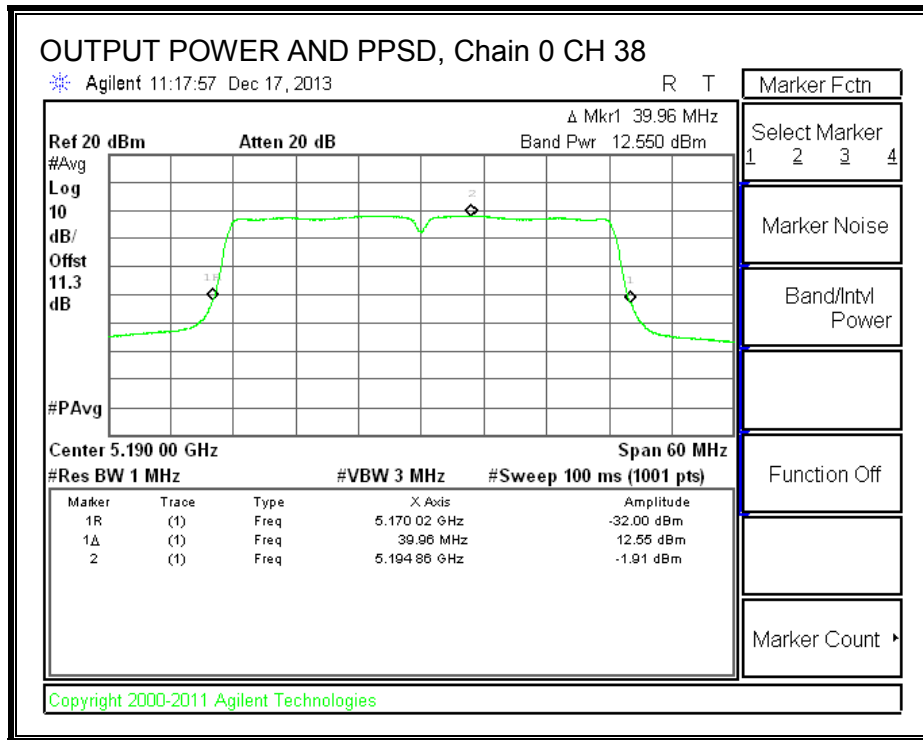 OUTPUT POWER AND PPSD, Chain 0 CH 38
Agilent 11:17:57 Dec 17, 2013 R T
Δ Mkr1 39.96 MHz
Ref 20 dBm Atten 20 dB Band Pwr 12.550 dBm
#Avg
Log
10
dB/
Offst
11.3
dB
2
1R
1
#PAvg
Center 5.190 00 GHz Span 60 MHz
#Res BW 1 MHz #VBW 3 MHz #Sweep 100 ms (1001 pts)
Marker Trace Type X Axis Amplitude
1R (1) Freq 5.170 02 GHz -32.00 dBm
1Δ (1) Freq 39.96 MHz 12.55 dBm
2 (1) Freq 5.194 86 GHz -1.91 dBm
Copyright 2000-2011 Agilent Technologies
Marker Fctn
Select Marker
1 2 3 4
Marker Noise
Band/Intvl
Power
Function Off
Marker Count